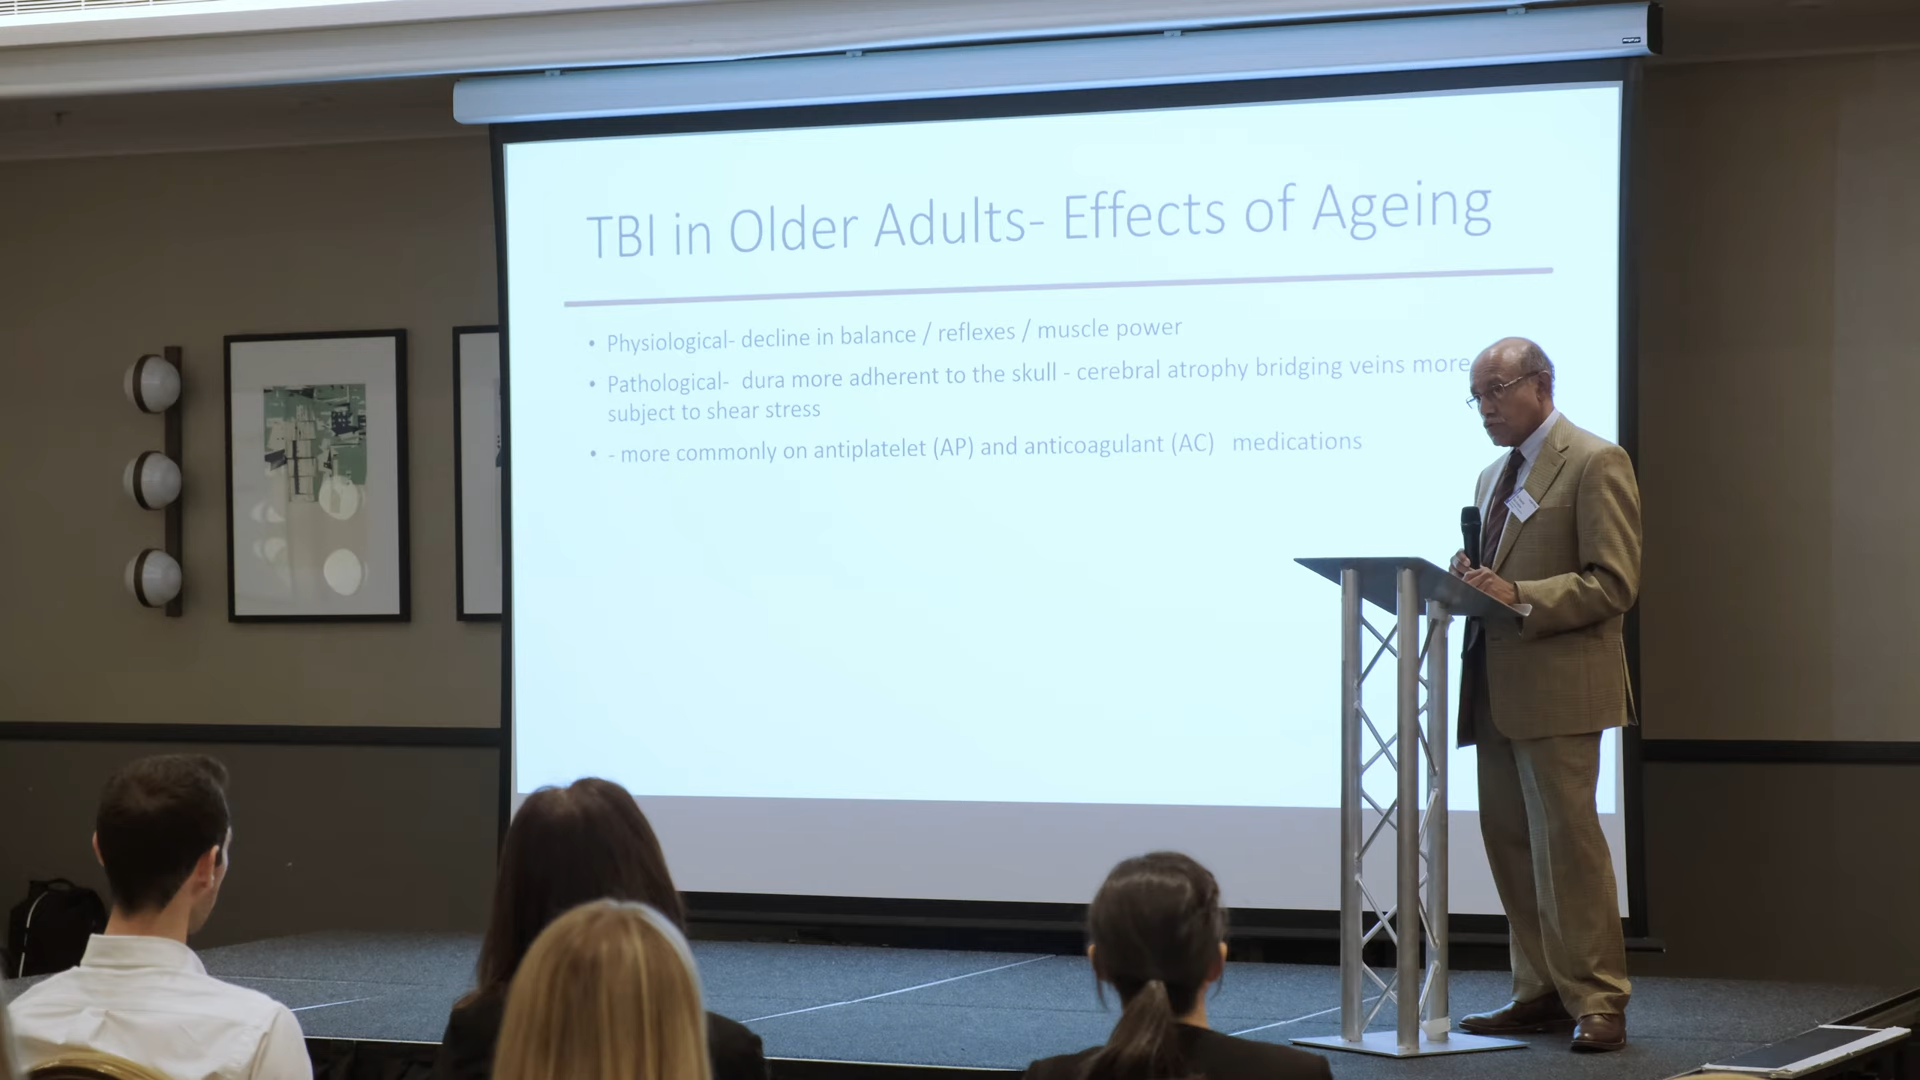 TBI in Older Adults- Effects of Ageing
• Physiological- decline in balance / reflexes / muscle power
• Pathological- dura more adherent to the skull - cerebral atrophy bridging veins more
subject to shear stress
• - more commonly on antiplatelet (AP) and anticoagulant (AC) medications